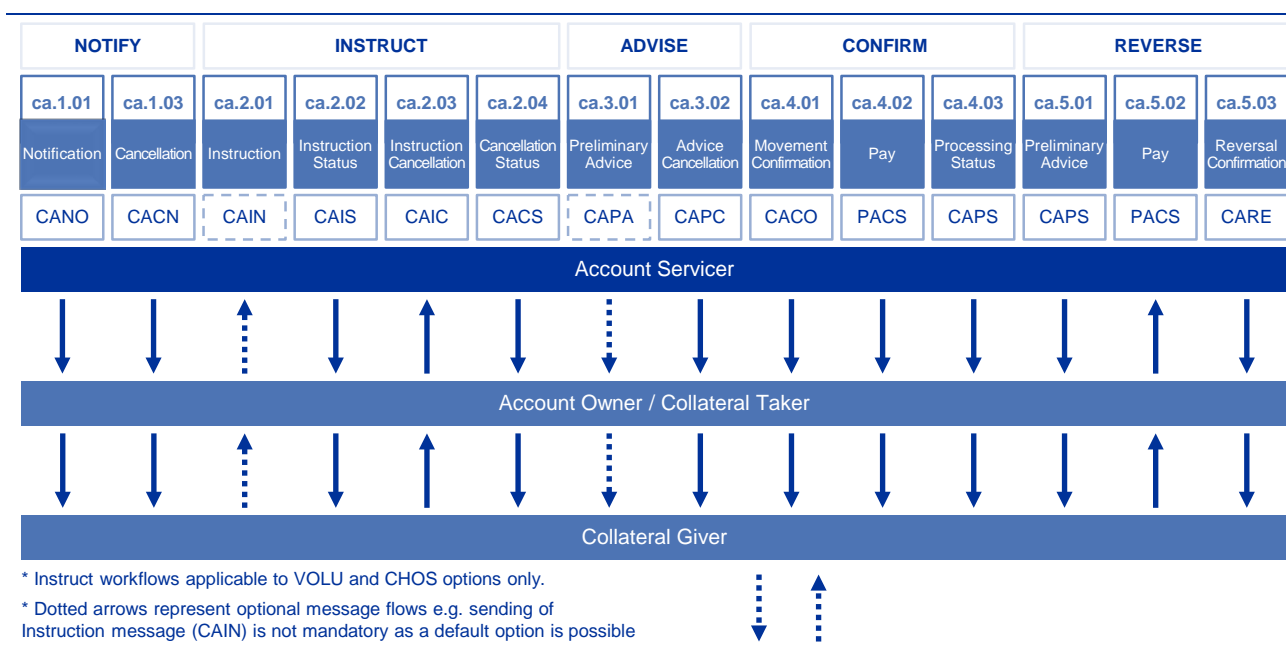 NOTIFY INSTRUCT ADVISE CONFIRM REVERSE
ca.1.01 ca.1.03 ca.2.01 ca.2.02 ca.2.03 ca.2.04 ca.3.01 ca.3.02 ca.4.01 ca.4.02 ca.4.03 ca.5.01 ca.5.02 ca.5.03
Notification Cancellation Instruction Instruction Status Instruction Cancellation Cancellation Status Preliminary Advice Advice Cancellation Movement Confirmation Pay Processing Status Preliminary Advice Pay Reversal Confirmation
CANO CACN CAIN CAIS CAIC CACS CAPA CAPC CACO PACS CAPS CAPS PACS CARE
Account Servicer
Account Owner / Collateral Taker
Collateral Giver
* Instruct workflows applicable to VOLU and CHOS options only.
* Dotted arrows represent optional message flows e.g. sending of
Instruction message (CAIN) is not mandatory as a default option is possible